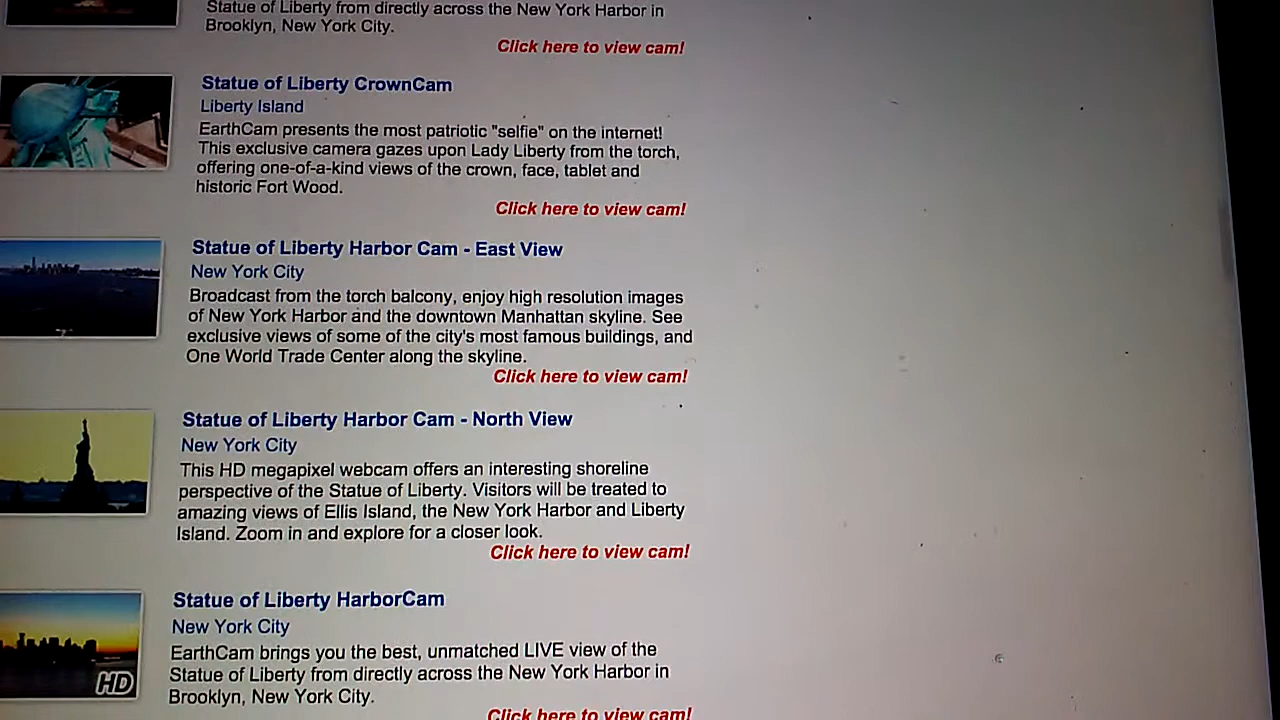 Statue of Liberty from directly across the New York Harbor in
Brooklyn, New York City.
Click here to view cam!
Statue of Liberty CrownCam
Liberty Island
EarthCam presents the most patriotic "selfie" on the internet!
This exclusive camera gazes upon Lady Liberty from the torch,
offering one-of-a-kind views of the crown, face, tablet and
historic Fort Wood.
Click here to view cam!
Statue of Liberty Harbor Cam - East View
New York City
Broadcast from the torch balcony, enjoy high resolution images
of New York Harbor and the downtown Manhattan skyline. See
exclusive views of some of the city's most famous buildings, and
One World Trade Center along the skyline.
Click here to view cam!
Statue of Liberty Harbor Cam - North View
New York City
This HD megapixel webcam offers an interesting shoreline
perspective of the Statue of Liberty. Visitors will be treated to
amazing views of Ellis Island, the New York Harbor and Liberty
Island. Zoom in and explore for a closer look.
Click here to view cam!
Statue of Liberty HarborCam
New York City
EarthCam brings you the best, unmatched LIVE view of the
Statue of Liberty from directly across the New York Harbor in
Brooklyn, New York City.
HD
Click here to view cam!